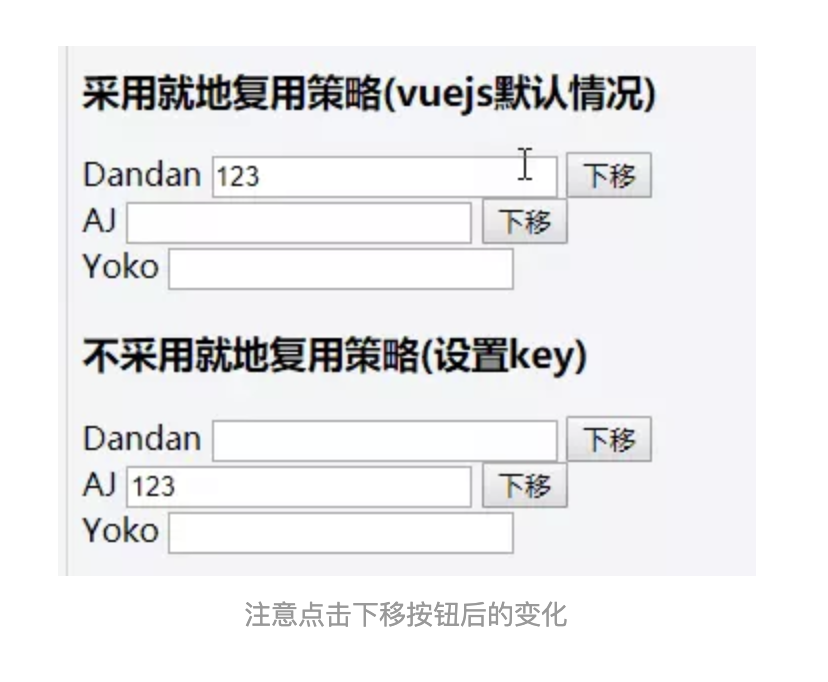 采用就地复用策略(vuejs默认情况)
Dandan 123 下移
AJ 下移
Yoko
不采用就地复用策略(设置key)
Dandan 下移
AJ 123 下移
Yoko
注意点击下移按钮后的变化